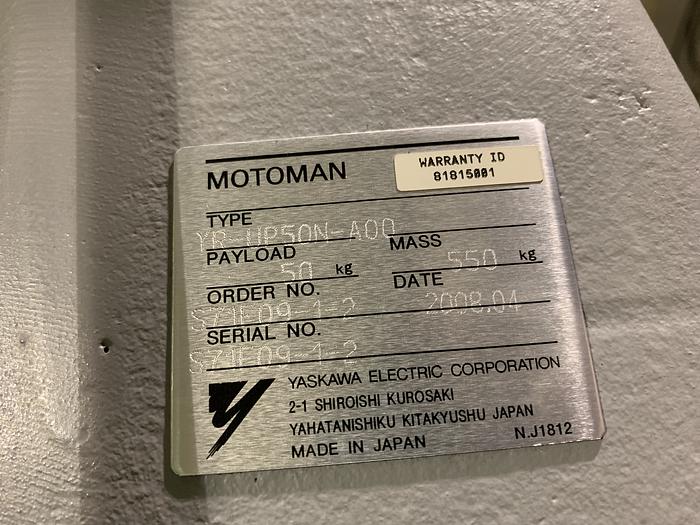 MOTOMAN
WARRANTY ID
81815001
TYPE
YR-UP50N-A00
PAYLOAD 50 kg
MASS 550 kg
ORDER NO. S71E09-1-2
DATE 2008.04
SERIAL NO.
S71E09-1-2
YASKAWA ELECTRIC CORPORATION
2-1 SHIROISHI KUROSAKI
YAHATANISHIKU KITAKYUSHU JAPAN
MADE IN JAPAN N.J1812